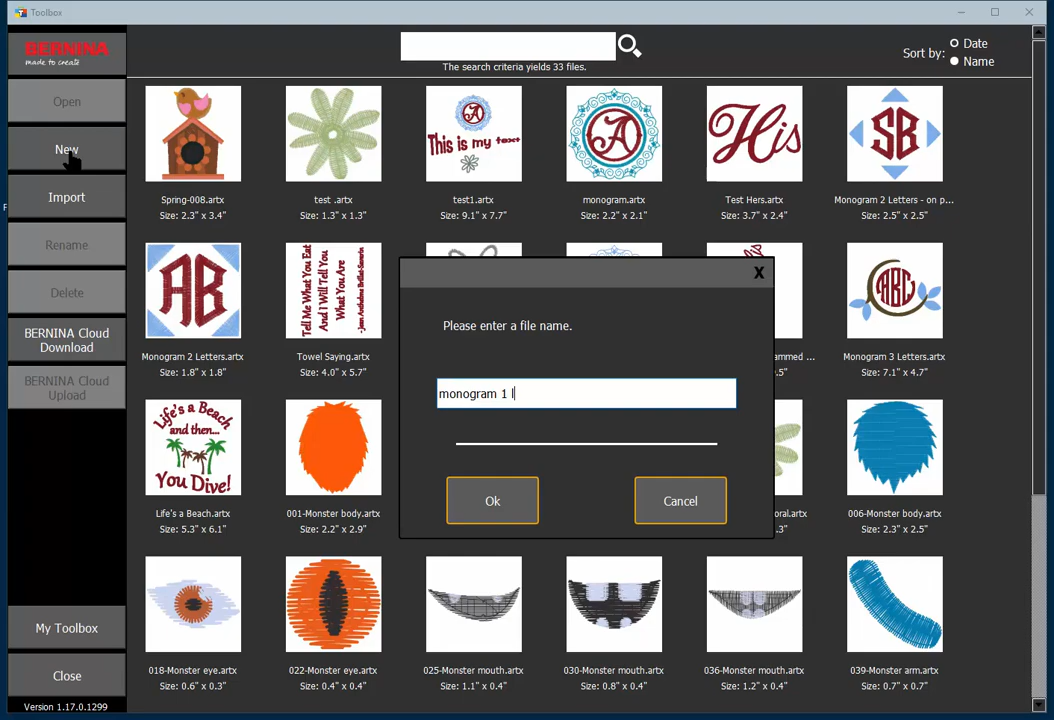 Toolbox
BERNINA
made to create
The search criteria yields 33 files.
Sort by:
Date
Name
Open
New
Import
Rename
Delete
BERNINA Cloud
Download
BERNINA Cloud
Upload
My Toolbox
Close
Version 1.17.0.1299
This is my text
A
A
His
SB
Spring-008.artx
test .artx
test1.artx
monogram.artx
Test Hers.artx
Monogram 2 Letters - on p...
Size: 2.3" x 3.4"
Size: 1.3" x 1.3"
Size: 9.1" x 7.7"
Size: 2.2" x 2.1"
Size: 3.7" x 2.4"
Size: 2.5" x 2.5"
AB
Tell Me What You Eat
And I Will Tell You
What You Are
ABC
Monogram 2 Letters.artx
Towel Saying.artx
ammed ...
Monogram 3 Letters.artx
Size: 1.8" x 1.8"
Size: 4.0" x 5.7"
.5"
Size: 7.1" x 4.7"
X
Please enter a file name.
monogram 1 l
Ok
Cancel
Life's a Beach
and then...
You Dive!
Life's a Beach.artx
001-Monster body.artx
oral.artx
006-Monster body.artx
Size: 5.3" x 6.1"
Size: 2.2" x 2.9"
.3"
Size: 2.3" x 2.5"
018-Monster eye.artx
022-Monster eye.artx
025-Monster mouth.artx
030-Monster mouth.artx
036-Monster mouth.artx
039-Monster arm.artx
Size: 0.6" x 0.3"
Size: 0.4" x 0.4"
Size: 1.1" x 0.4"
Size: 0.8" x 0.4"
Size: 1.2" x 0.4"
Size: 0.7" x 0.7"